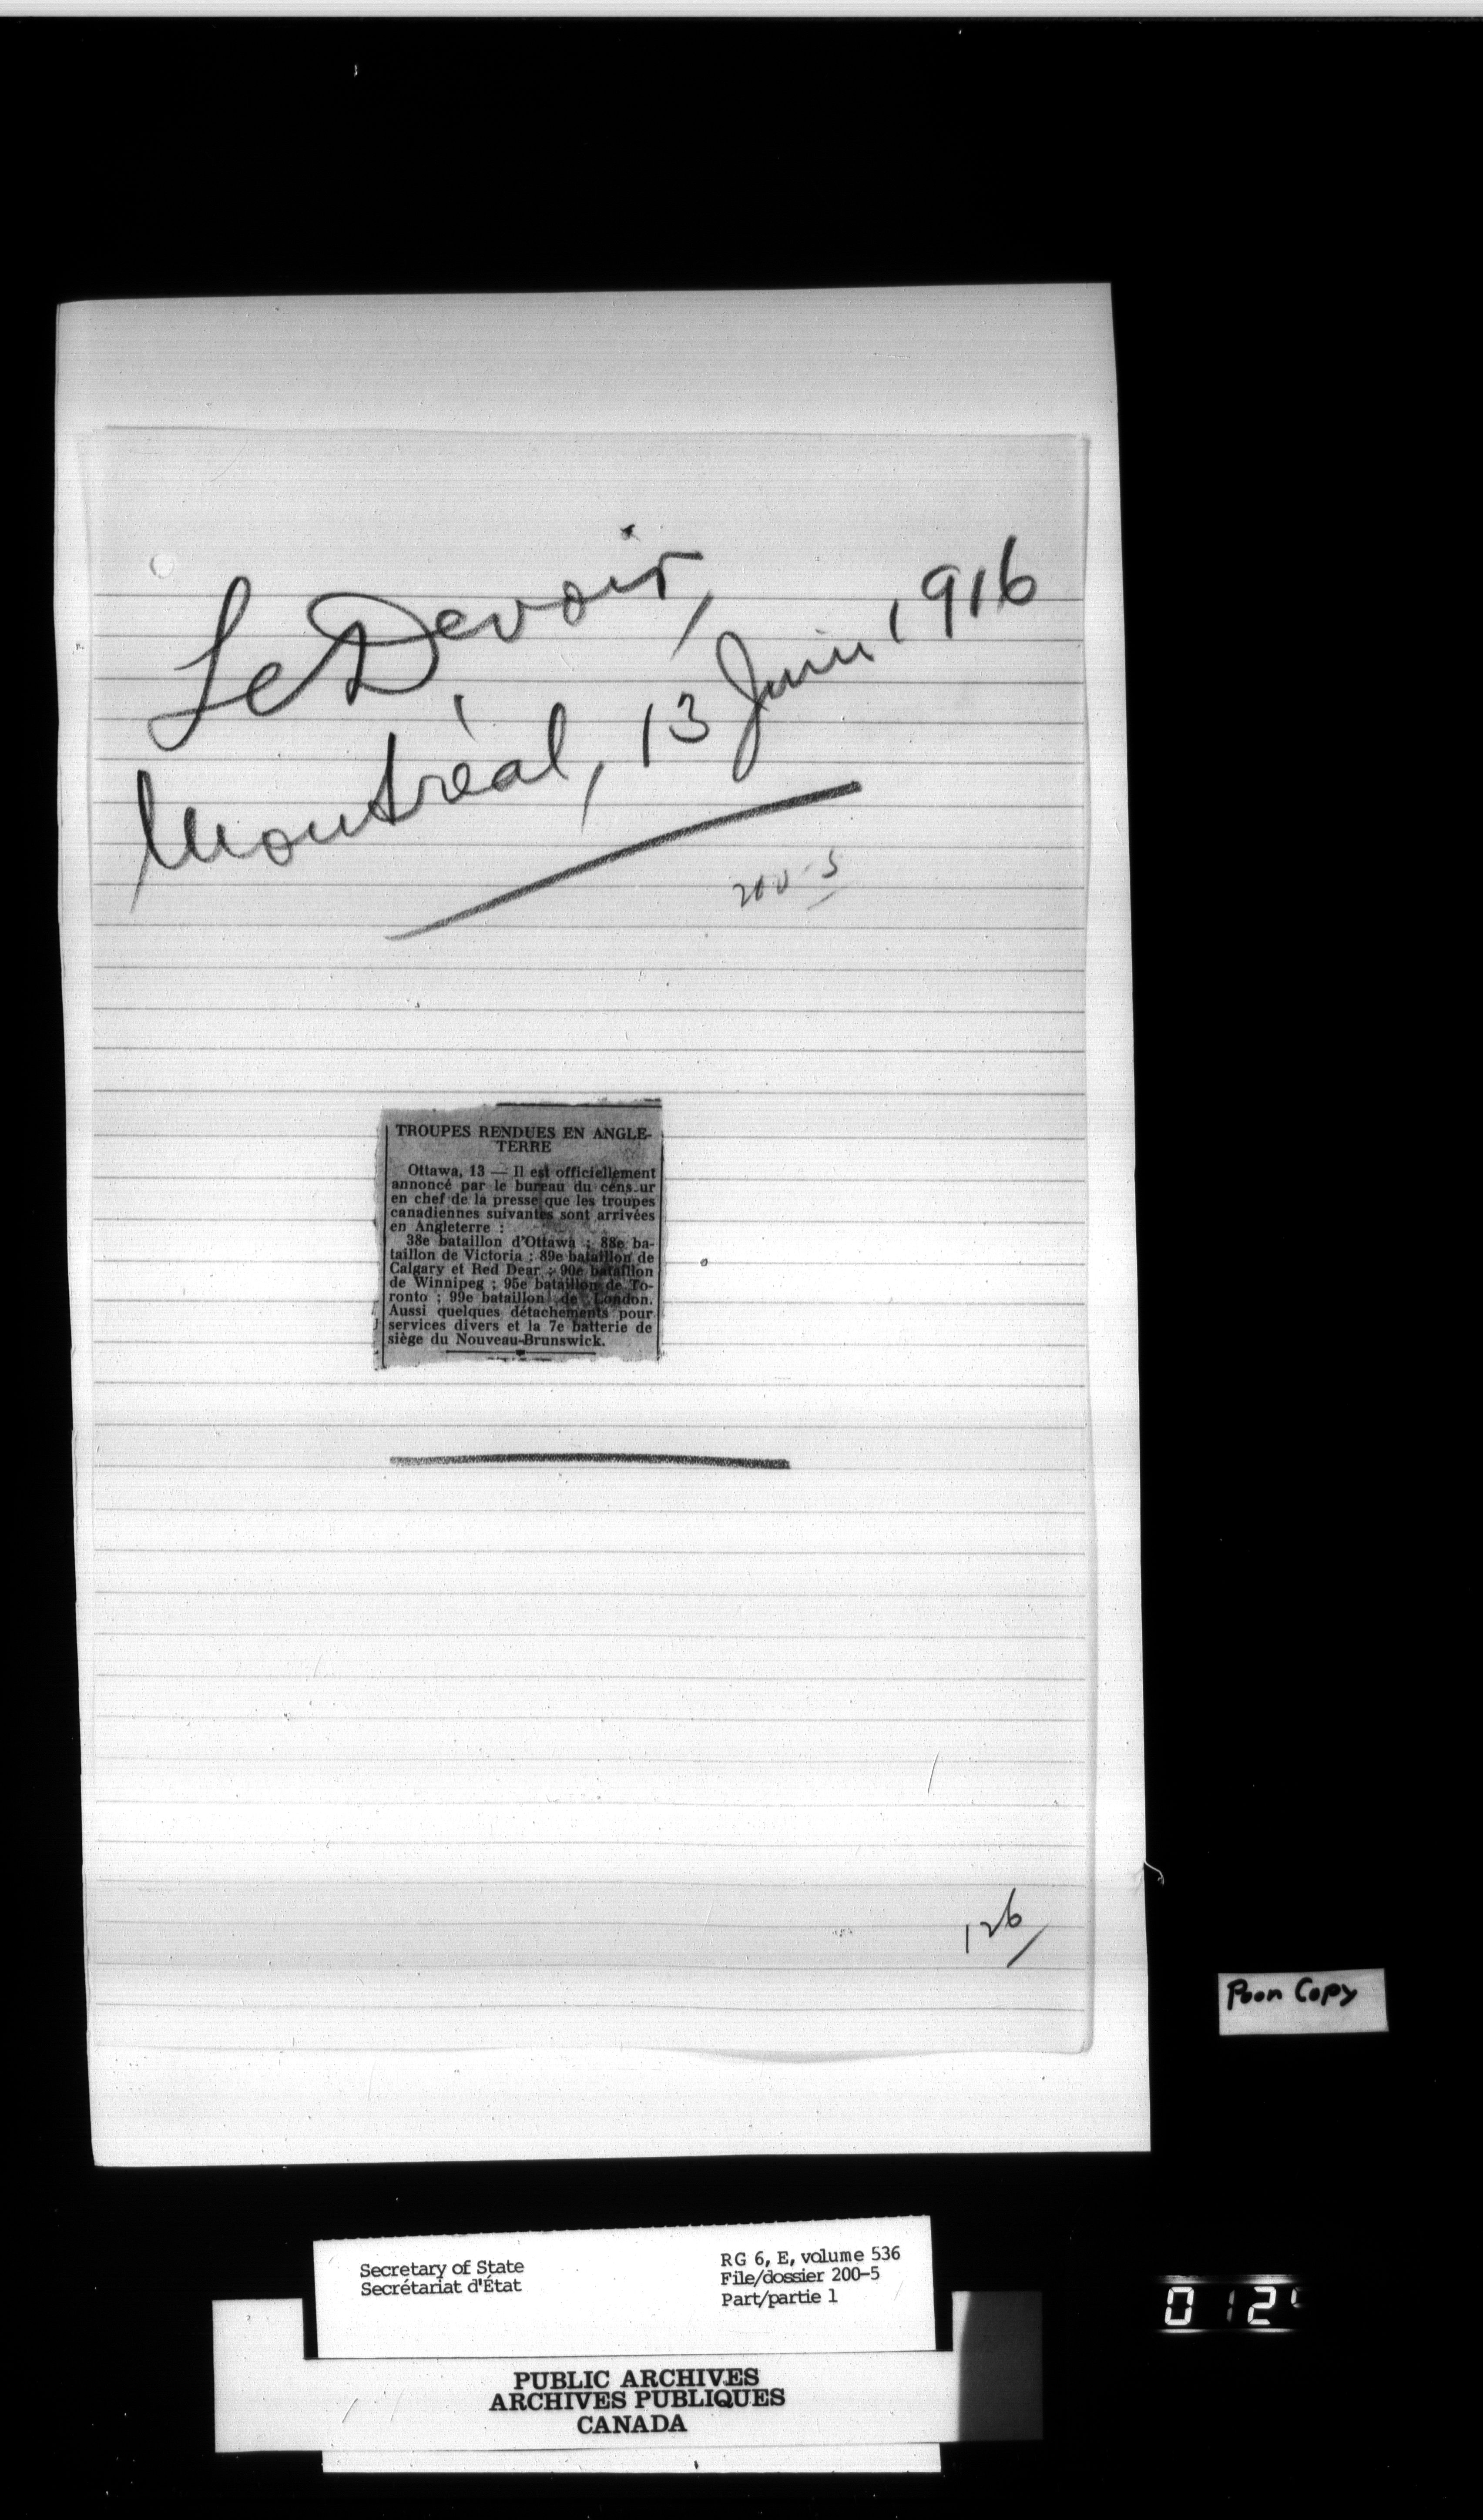 Le Devoir,
Montréal, 13 Juin 1916
200-5
TROUPES RENDUES EN ANGLE-
TERRE
Ottawa, 13 — Il est officiellement
annoncé par le bureau du cens ur
en chef de la presse que les troupes
canadiennes suivantes sont arrivées
en Angleterre :
38e bataillon d'Ottawa ; 88e ba-
taillon de Victoria ; 89e bataillon de
Calgary et Red Dear ; 90e bataillon
de Winnipeg ; 95e bataillon de To-
ronto ; 99e bataillon de London.
Aussi quelques détachements pour
services divers et la 7e batterie de
siège du Nouveau-Brunswick.
126
Poor Copy
Secretary of State
Secrétariat d'État
RG 6, E, volume 536
File/dossier 200-5
Part/partie 1
PUBLIC ARCHIVES
ARCHIVES PUBLIQUES
CANADA
012